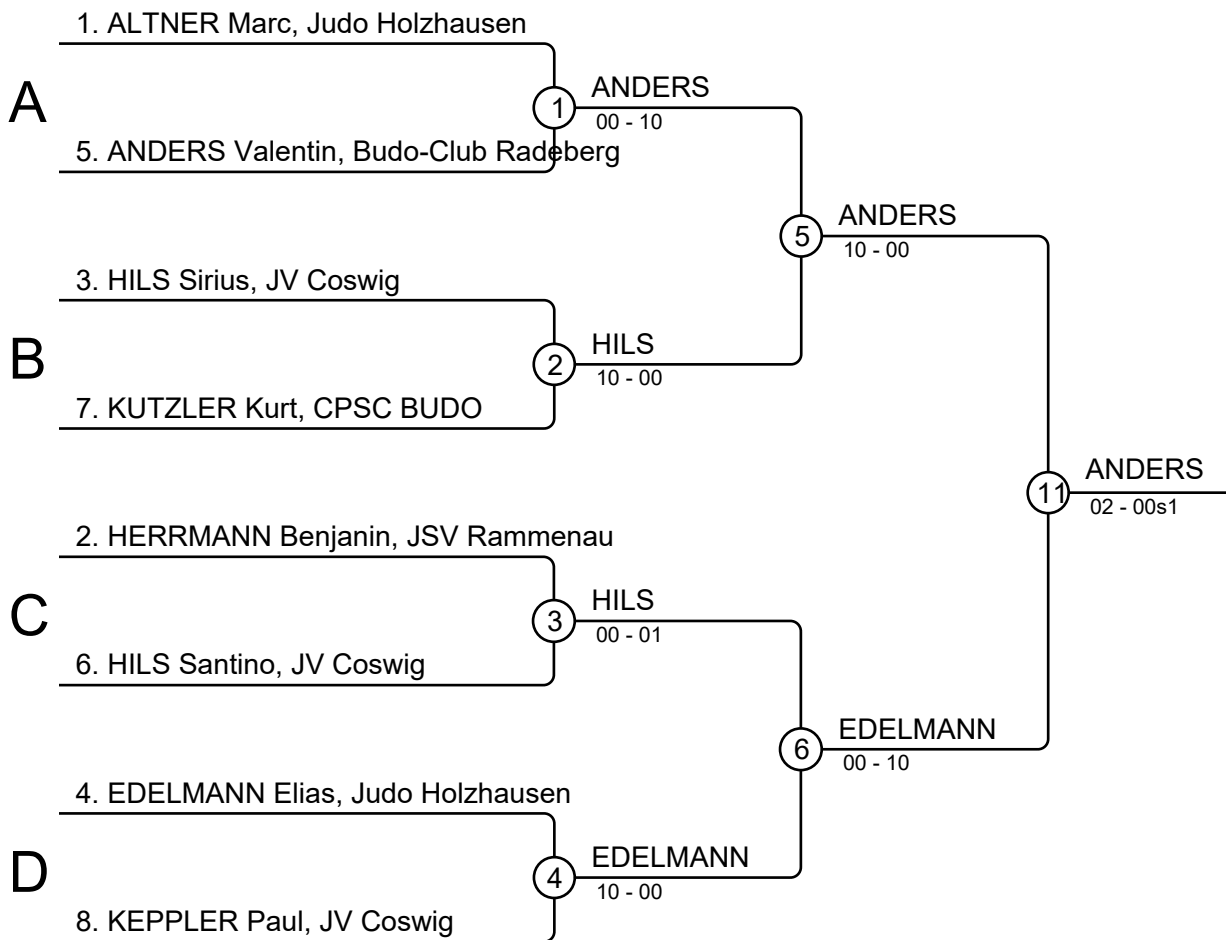 1. ALTNER Marc, Judo Holzhausen
A
1
ANDERS
00 - 10
5. ANDERS Valentin, Budo-Club Radeberg
5
ANDERS
10 - 00
3. HILS Sirius, JV Coswig
B
2
HILS
10 - 00
7. KUTZLER Kurt, CPSC BUDO
11
ANDERS
02 - 00s1
2. HERRMANN Benjanin, JSV Rammenau
C
3
HILS
00 - 01
6. HILS Santino, JV Coswig
6
EDELMANN
00 - 10
4. EDELMANN Elias, Judo Holzhausen
D
4
EDELMANN
10 - 00
8. KEPPLER Paul, JV Coswig